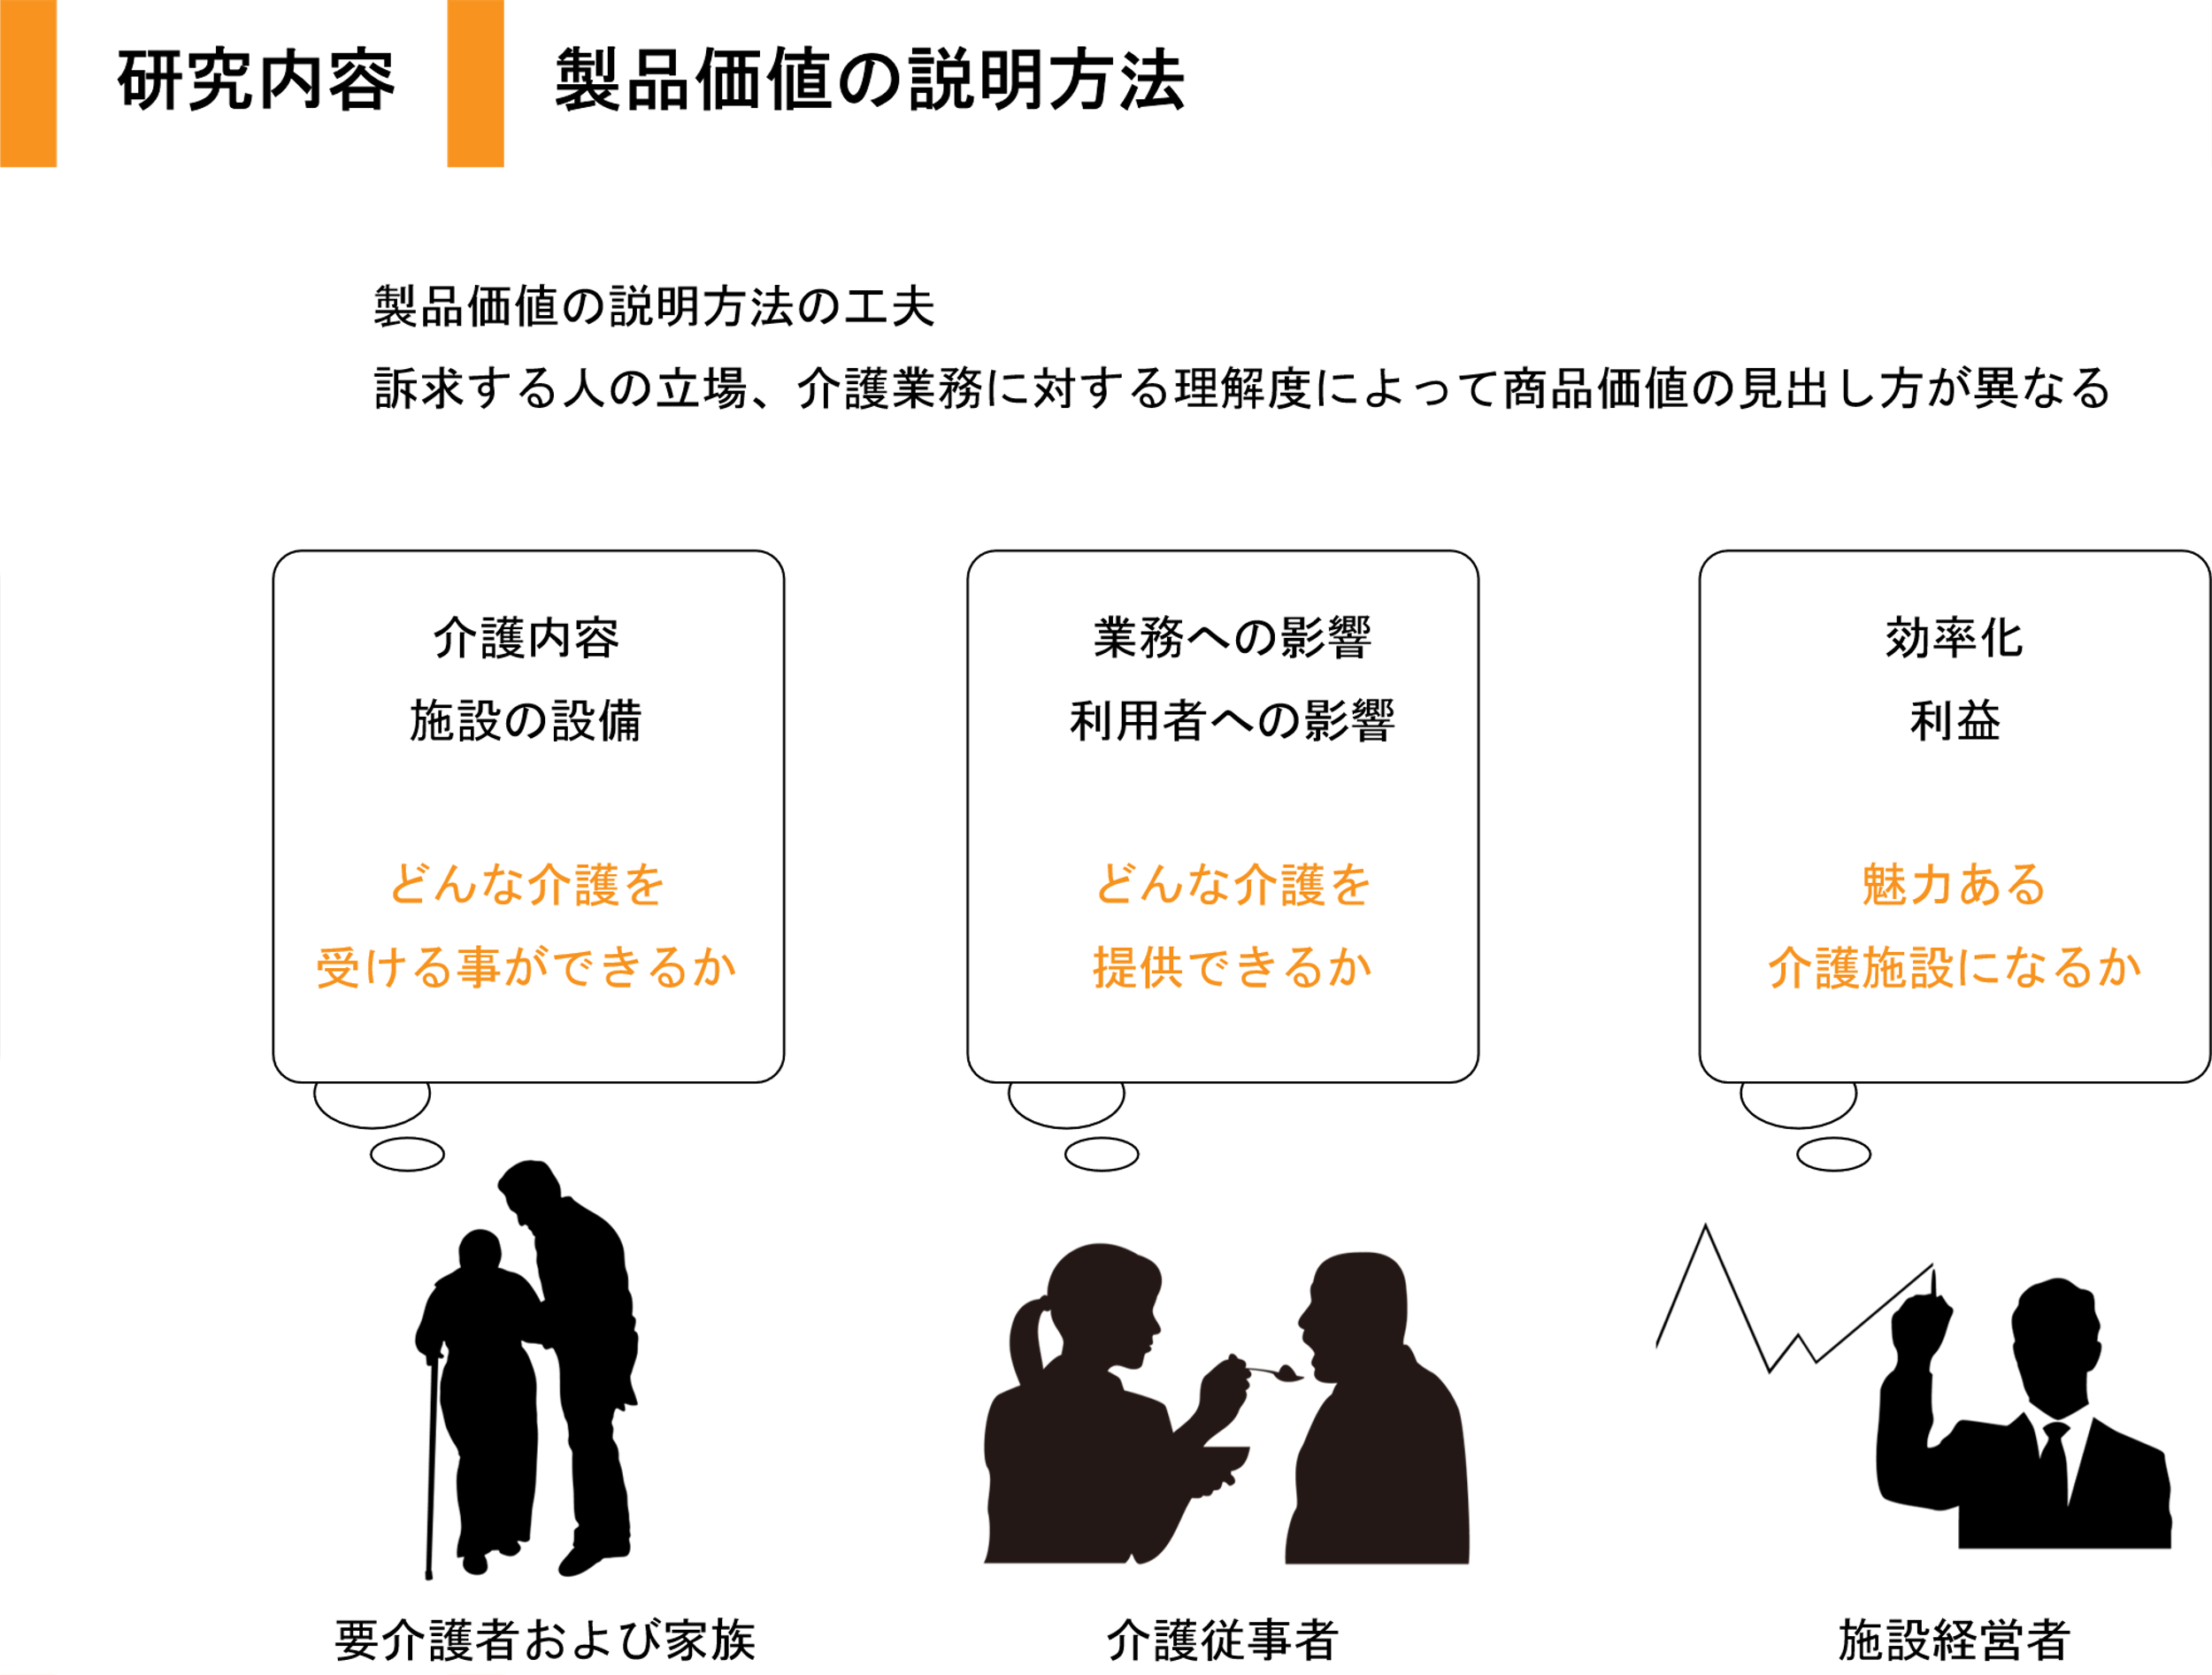 研究内容
製品価値の説明方法
製品価値の説明方法の工夫
訴求する人の立場、介護業務に対する理解度によって商品価値の見出し方が異なる
介護内容
施設の設備
どんな介護を
受ける事ができるか
要介護者および家族
業務への影響
利用者への影響
どんな介護を
提供できるか
介護従事者
効率化
利益
魅力ある
介護施設になるか
施設経営者